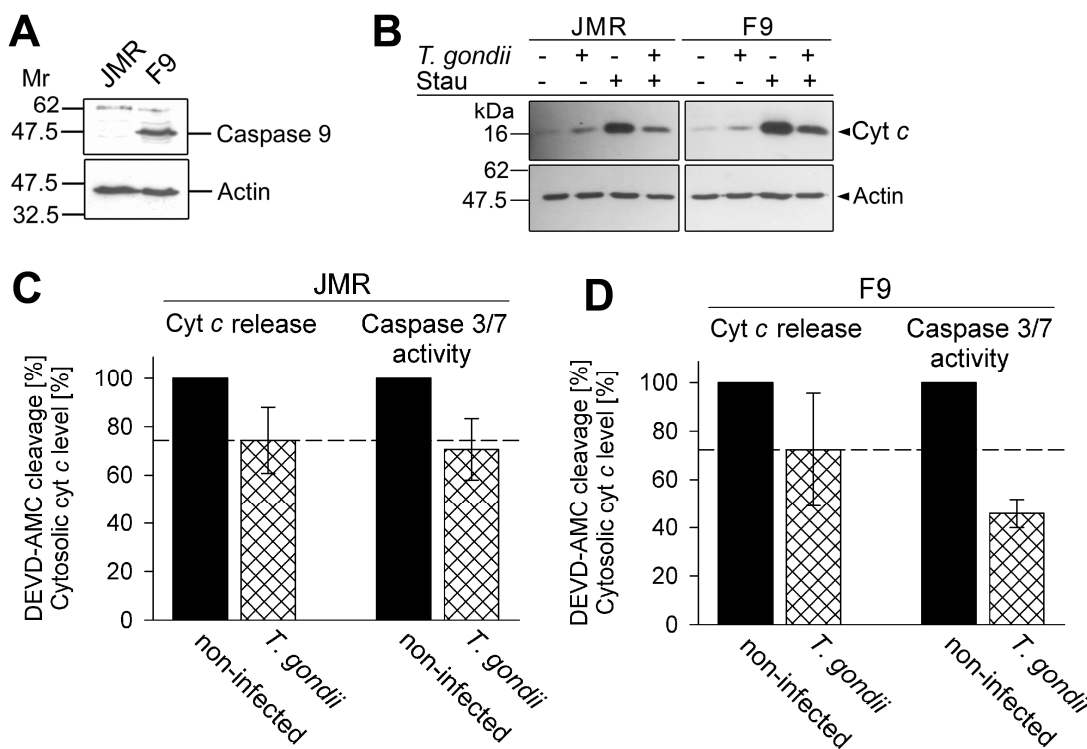 A
JMR F9
Mr
62
47.5
Caspase 9
47.5
32.5
Actin
B
JMR F9
T. gondii - + - + - + - +
Stau - - + + - - + +
kDa
16
Cyt c
62
47.5
Actin
C
JMR
Cyt c release Caspase 3/7
activity
DEVD-AMC cleavage [%]
Cytosolic cyt c level [%]
100
80
60
40
20
0
non-infected
T. gondii
non-infected
T. gondii
D
F9
Cyt c release Caspase 3/7
activity
DEVD-AMC cleavage [%]
Cytosolic cyt c level [%]
100
80
60
40
20
0
non-infected
T. gondii
non-infected
T. gondii